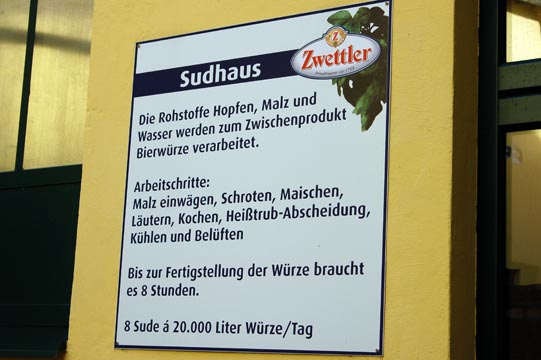 Zwettler
Sudhaus
Die Rohstoffe Hopfen, Malz und
Wasser werden zum Zwischenprodukt
Bierwürze verarbeitet.
Arbeitschritte:
Malz einwägen, Schroten, Maischen,
Läutern, Kochen, Heißtrub-Abscheidung,
Kühlen und Belüften
Bis zur Fertigstellung der Würze braucht
es 8 Stunden.
8 Sude á 20.000 Liter Würze/Tag